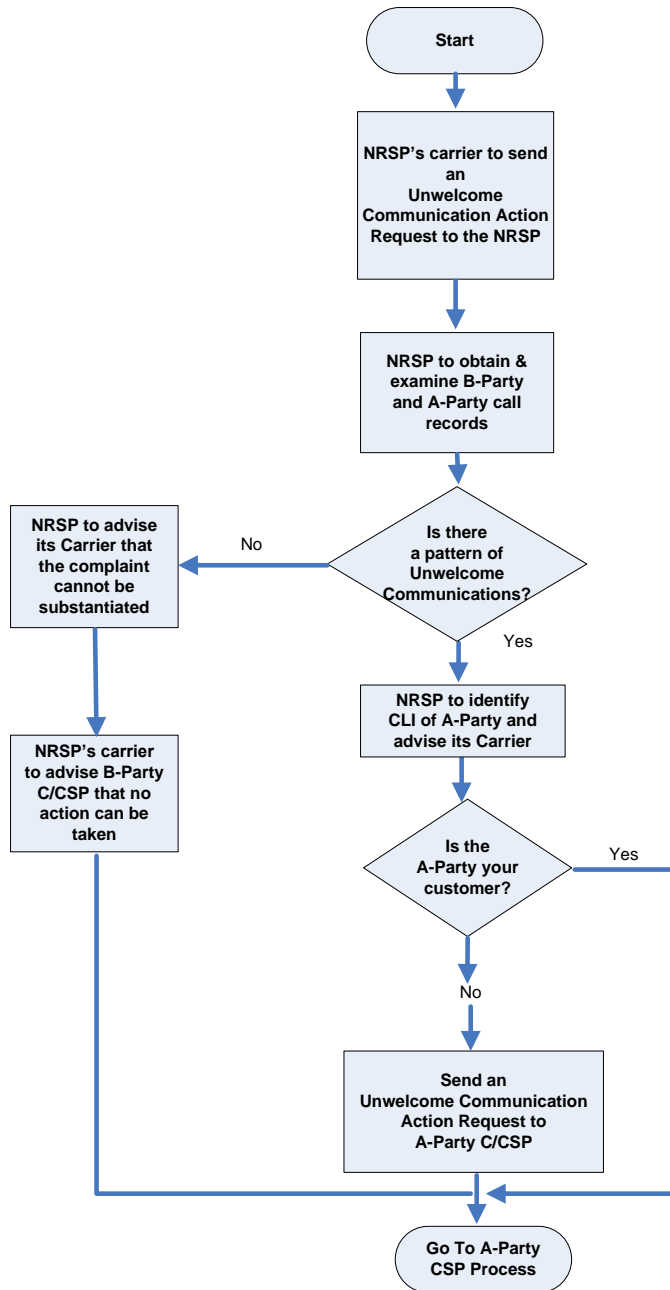 Start
NRSP’s carrier to send
an
Unwelcome
Communication Action
Request to the NRSP
NRSP to obtain &
examine B-Party
and A-Party call
records
Is there
a pattern of
Unwelcome
Communications?
No
NRSP to advise
its Carrier that
the complaint
cannot be
substantiated
NRSP’s carrier
to advise B-Party
C/CSP that no
action can be
taken
Yes
NRSP to identify
CLI of A-Party and
advise its Carrier
Is the
A-Party your
customer?
Yes
No
Send an
Unwelcome Communication
Action Request to
A-Party C/CSP
Go To A-Party
CSP Process